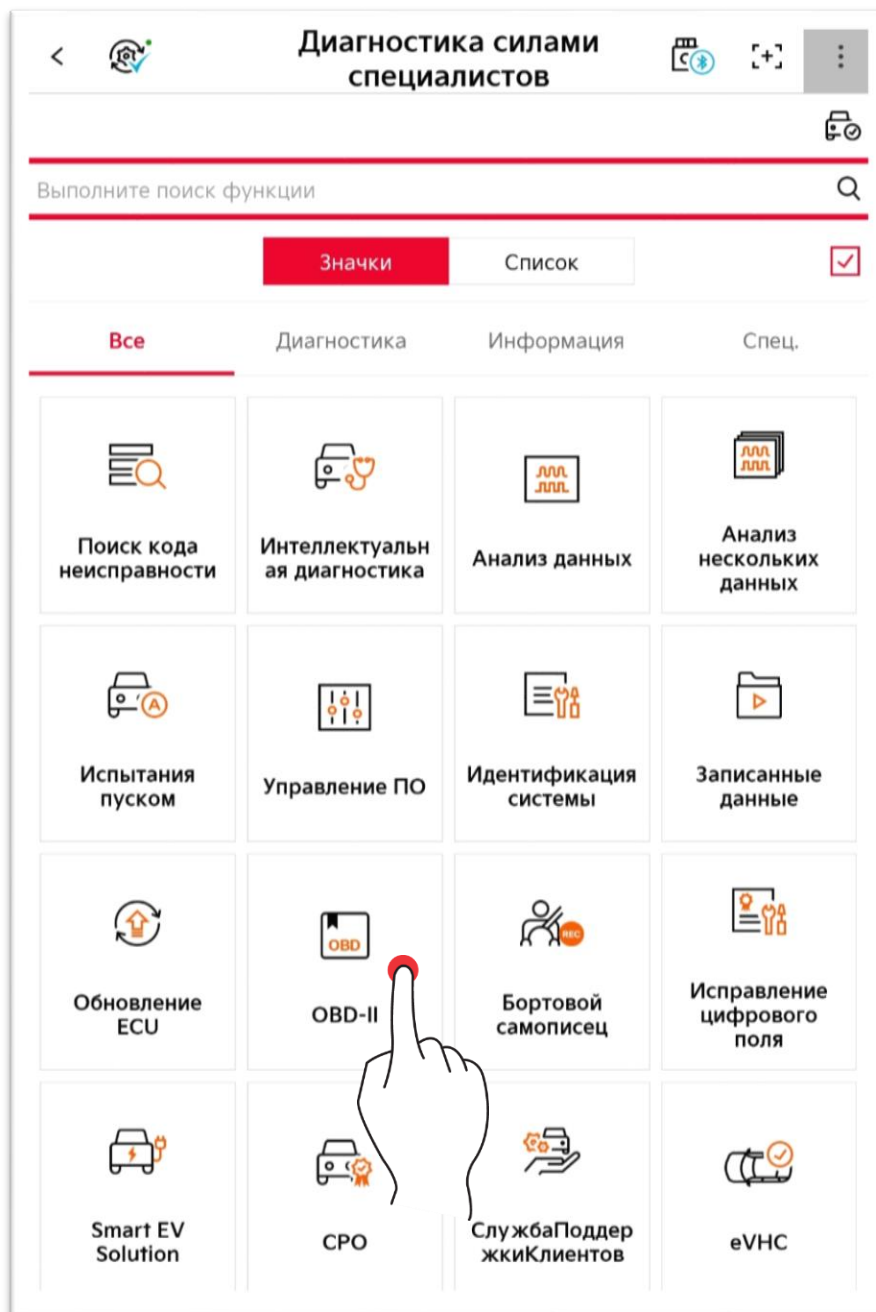 Диагностика силами
специалистов
Выполните поиск функции
Значки
Список
Все
Диагностика
Информация
Спец.
Поиск кода
неисправности
Интеллектуальн
ая диагностика
Анализ данных
Анализ
нескольких
данных
A
Испытания
пуском
Управление ПО
Идентификация
системы
Записанные
данные
Обновление
ECU
OBD
OBD-II
REC
Бортовой
самописец
Исправление
цифрового
поля
Smart EV
Solution
CPO
СлужбаПоддер
жкиКлиентов
eVHC